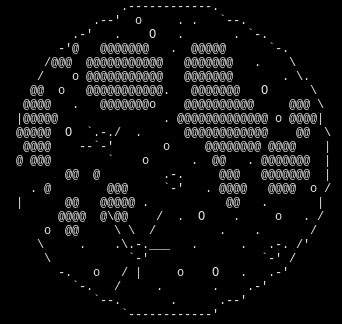 .------------.
           .--'  o     . .   `--.
        .-'   .    O   .       . `-.
      -'@   @@@@@@@   .  @@@@@      `-.
    /@@@  @@@@@@@@@@@   @@@@@@@   .    \
   /    o @@@@@@@@@@@   @@@@@@@       . \.
  @@  o   @@@@@@@@@@@.   @@@@@@@   O      \
 @@@@   .   @@@@@@@o    @@@@@@@@@@     @@@ \
|@@@@@               . @@@@@@@@@@@@@ o @@@@|
@@@@@  O  `.-./  .      @@@@@@@@@@@@    @@  \
 @@@@    --`-'       o     @@@@@@@@ @@@@    |
@ @@@        `    o      .  @@   . @@@@@@@  |
       @@  @         .-.     @@@   @@@@@@@  |
  . @        @@@     `-'   . @@@@   @@@@  o /
|      @@   @@@@@ .           @@   .       |
      @@@@  @\@@    /  .  O    .     o   . /
    o  @@     \ \  /         .    .       /
   \     .    .\.-.___   .      .  .-. /'
    \           `-'                `-' /
      -.   o   / |     o    O   .   .-'
        `-.   /     .       .    .-'
           `--.       .      .--'
               `------------'